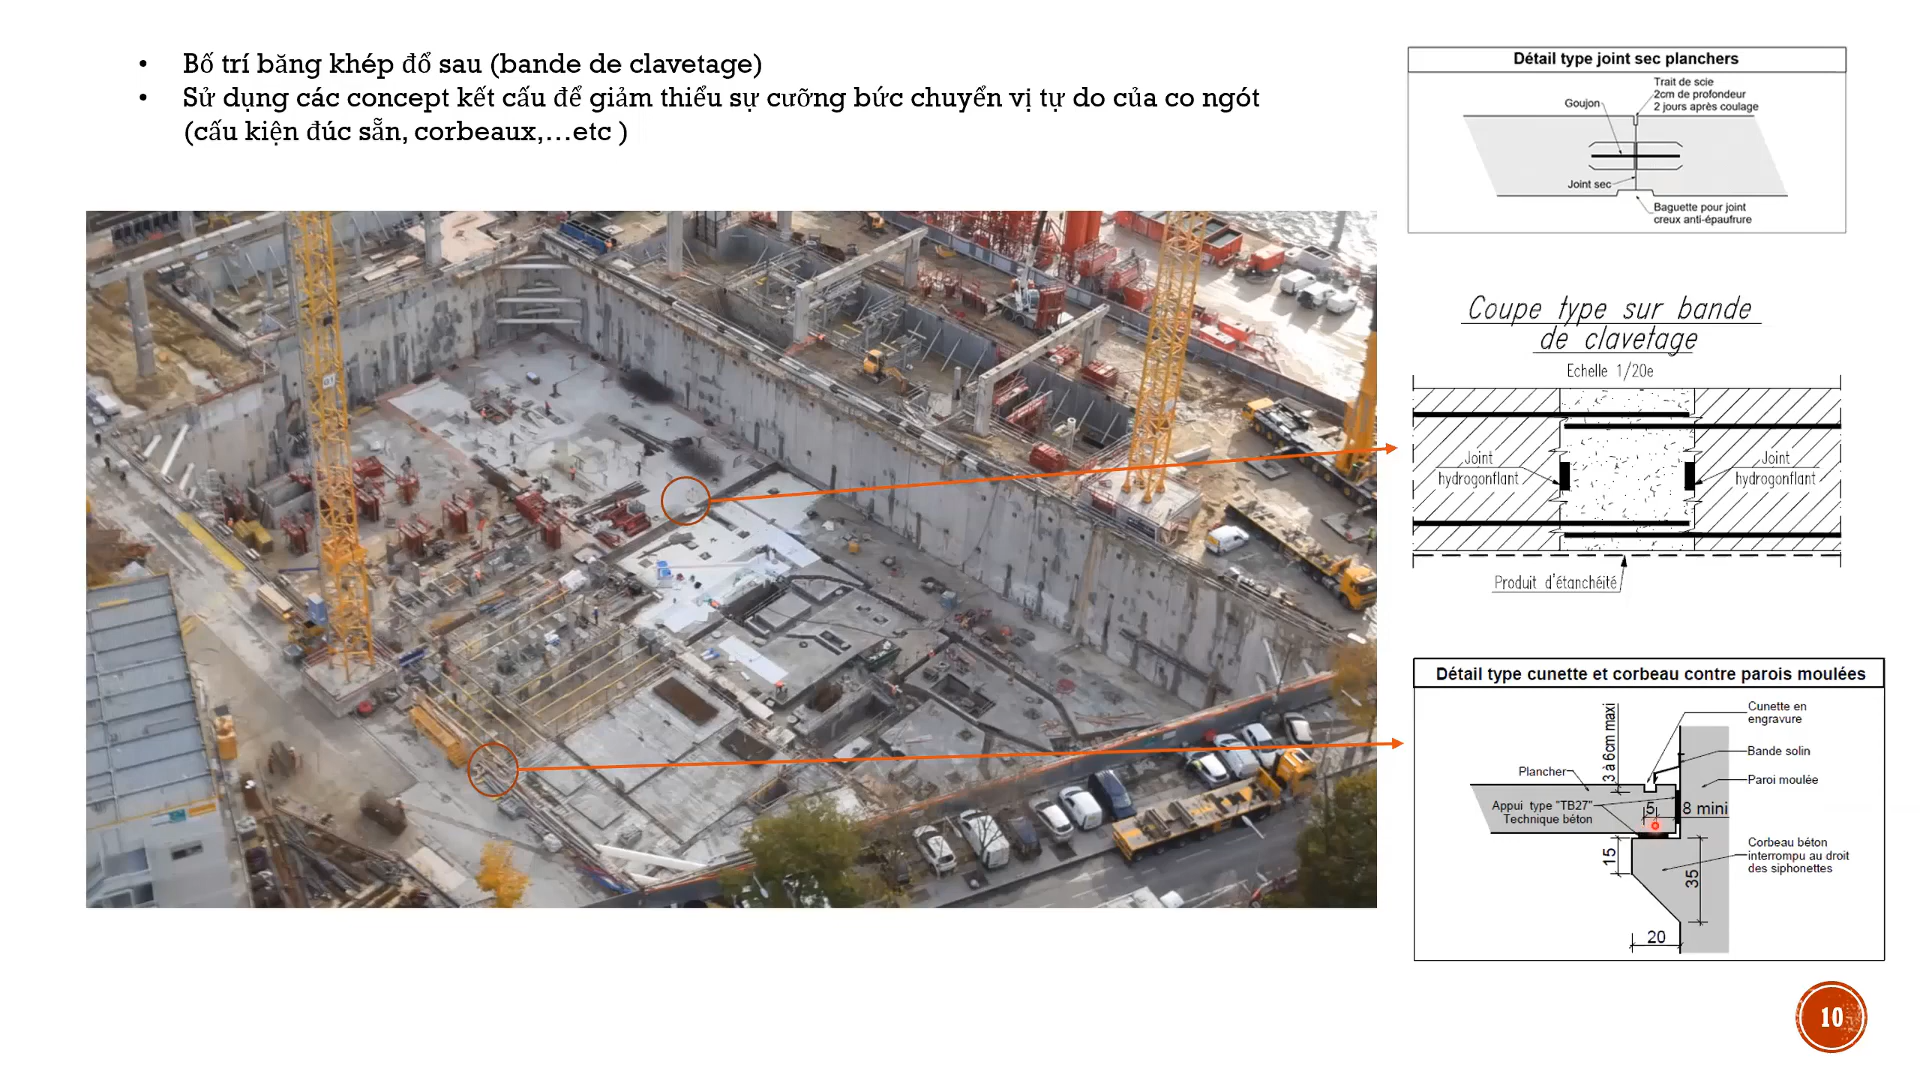 • Bố trí băng khép đổ sau (bande de clavetage)
• Sử dụng các concept kết cấu để giảm thiểu sự cưỡng bức chuyển vị tự do của co ngót
(cấu kiện đúc sẵn, corbeaux,…etc )
Détail type joint sec planchers
Trait de scie
2cm de profondeur
2 jours après coulage
Goujon
Joint sec
Baguette pour joint
creux anti-épaufrure
Coupe type sur bande
de clavetage
Echelle 1/20e
Joint
hydrogonflant
Joint
hydrogonflant
Produit d'étanchéité
Détail type cunette et corbeau contre parois moulées
3 à 6cm maxi
Cunette en
engravure
Bande solin
Plancher
Paroi moulée
Appui type "TB27"
Technique béton
5
8 mini
Corbeau béton
interrompu au droit
des siphonettes
15
35
20
10